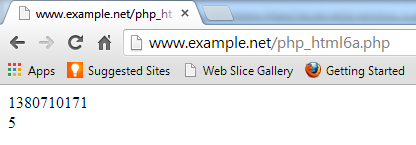 www.example.net/php_ht
www.example.net/php_html6a.php
Apps Suggested Sites Web Slice Gallery Getting Started
1380710171
5